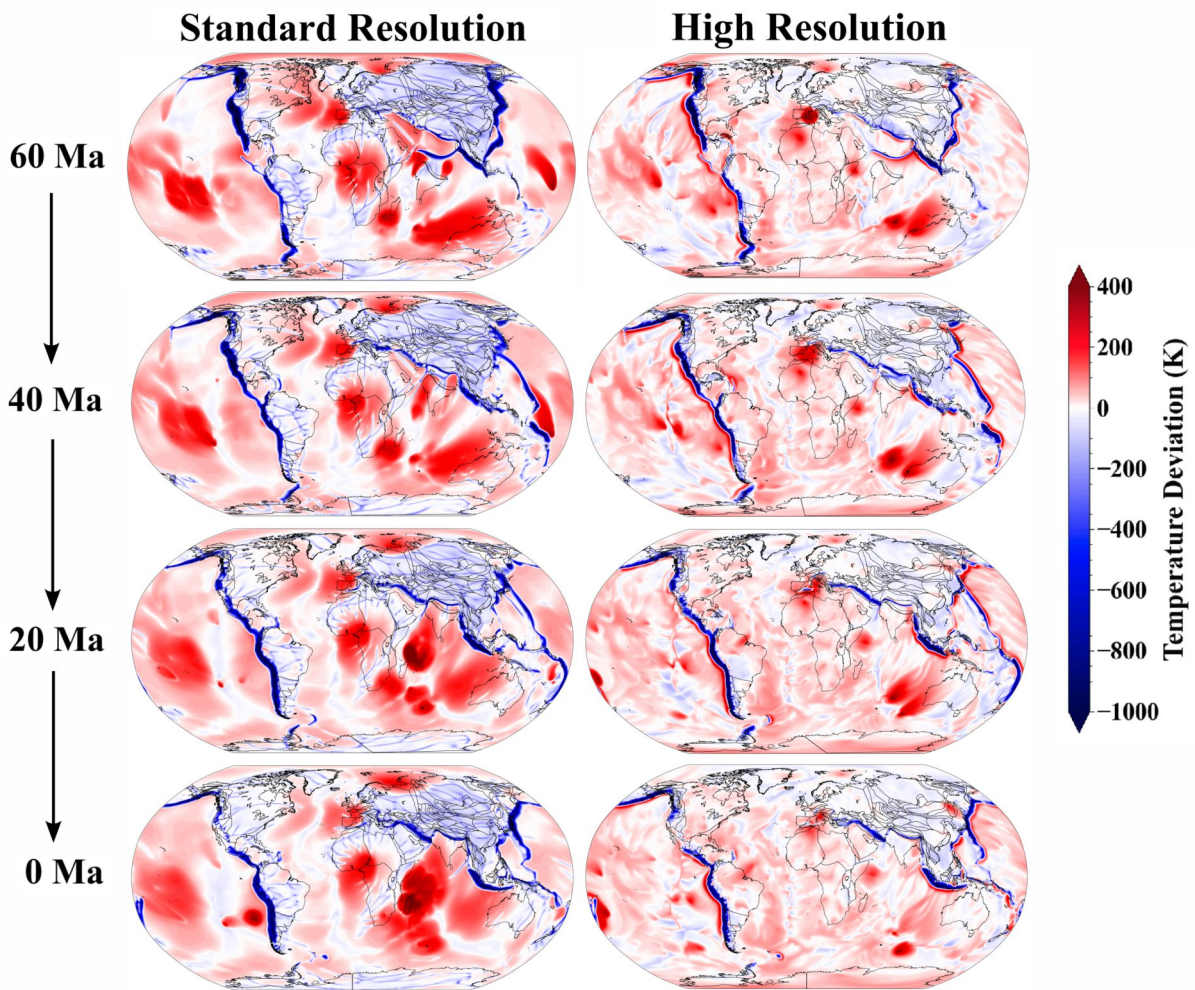 Standard Resolution
High Resolution
60 Ma
40 Ma
20 Ma
0 Ma
400
200
0
−200
−400
−600
−800
−1000
Temperature Deviation (K)